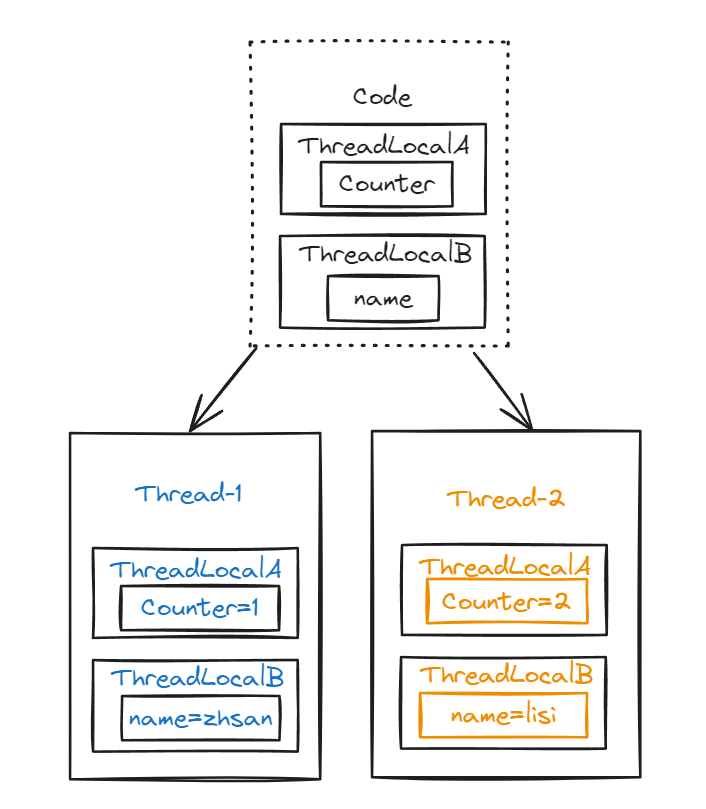 Code
ThreadLocalA
Counter
ThreadLocalB
name
Thread-1
ThreadLocalA
Counter=1
ThreadLocalB
name=zhsan
Thread-2
ThreadLocalA
Counter=2
ThreadLocalB
name=lisi